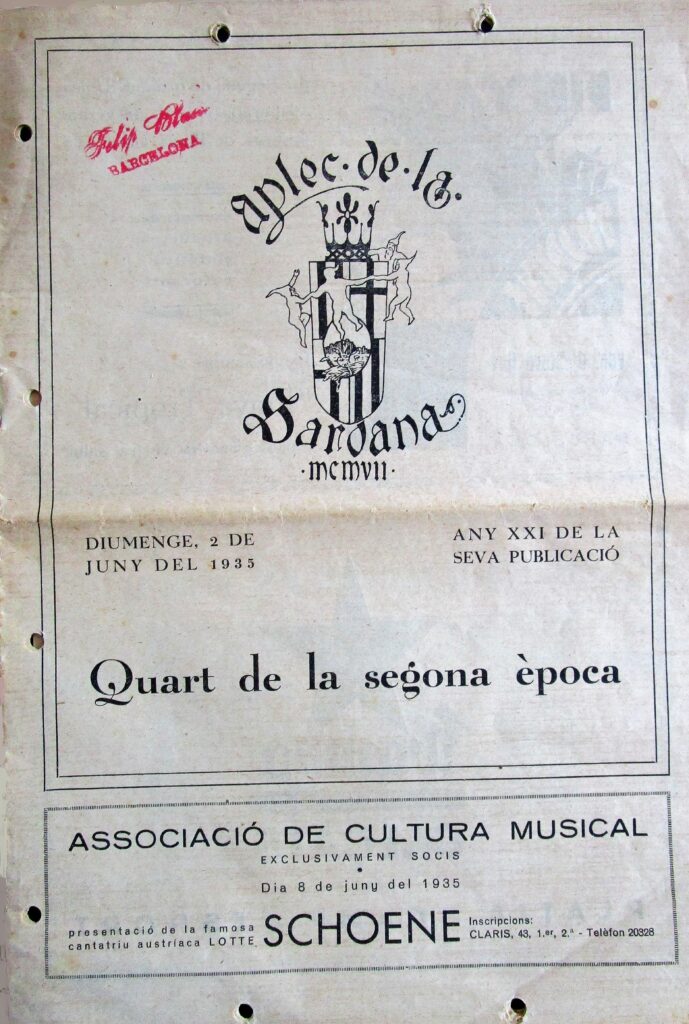 Felip Blanc
BARCELONA
aplec·de·la·
Sardana
·mcmvii·
DIUMENGE, 2 DE
JUNY DEL 1935
ANY XXI DE LA
SEVA PUBLICACIÓ
Quart de la segona època
ASSOCIACIÓ DE CULTURA MUSICAL
EXCLUSIVAMENT SOCIS
Dia 8 de juny del 1935
presentació de la famosa
cantatriu austríaca LOTTE
SCHOENE
Inscripcions:
CLARIS, 43, 1.er, 2.ª - Telèfon 20328